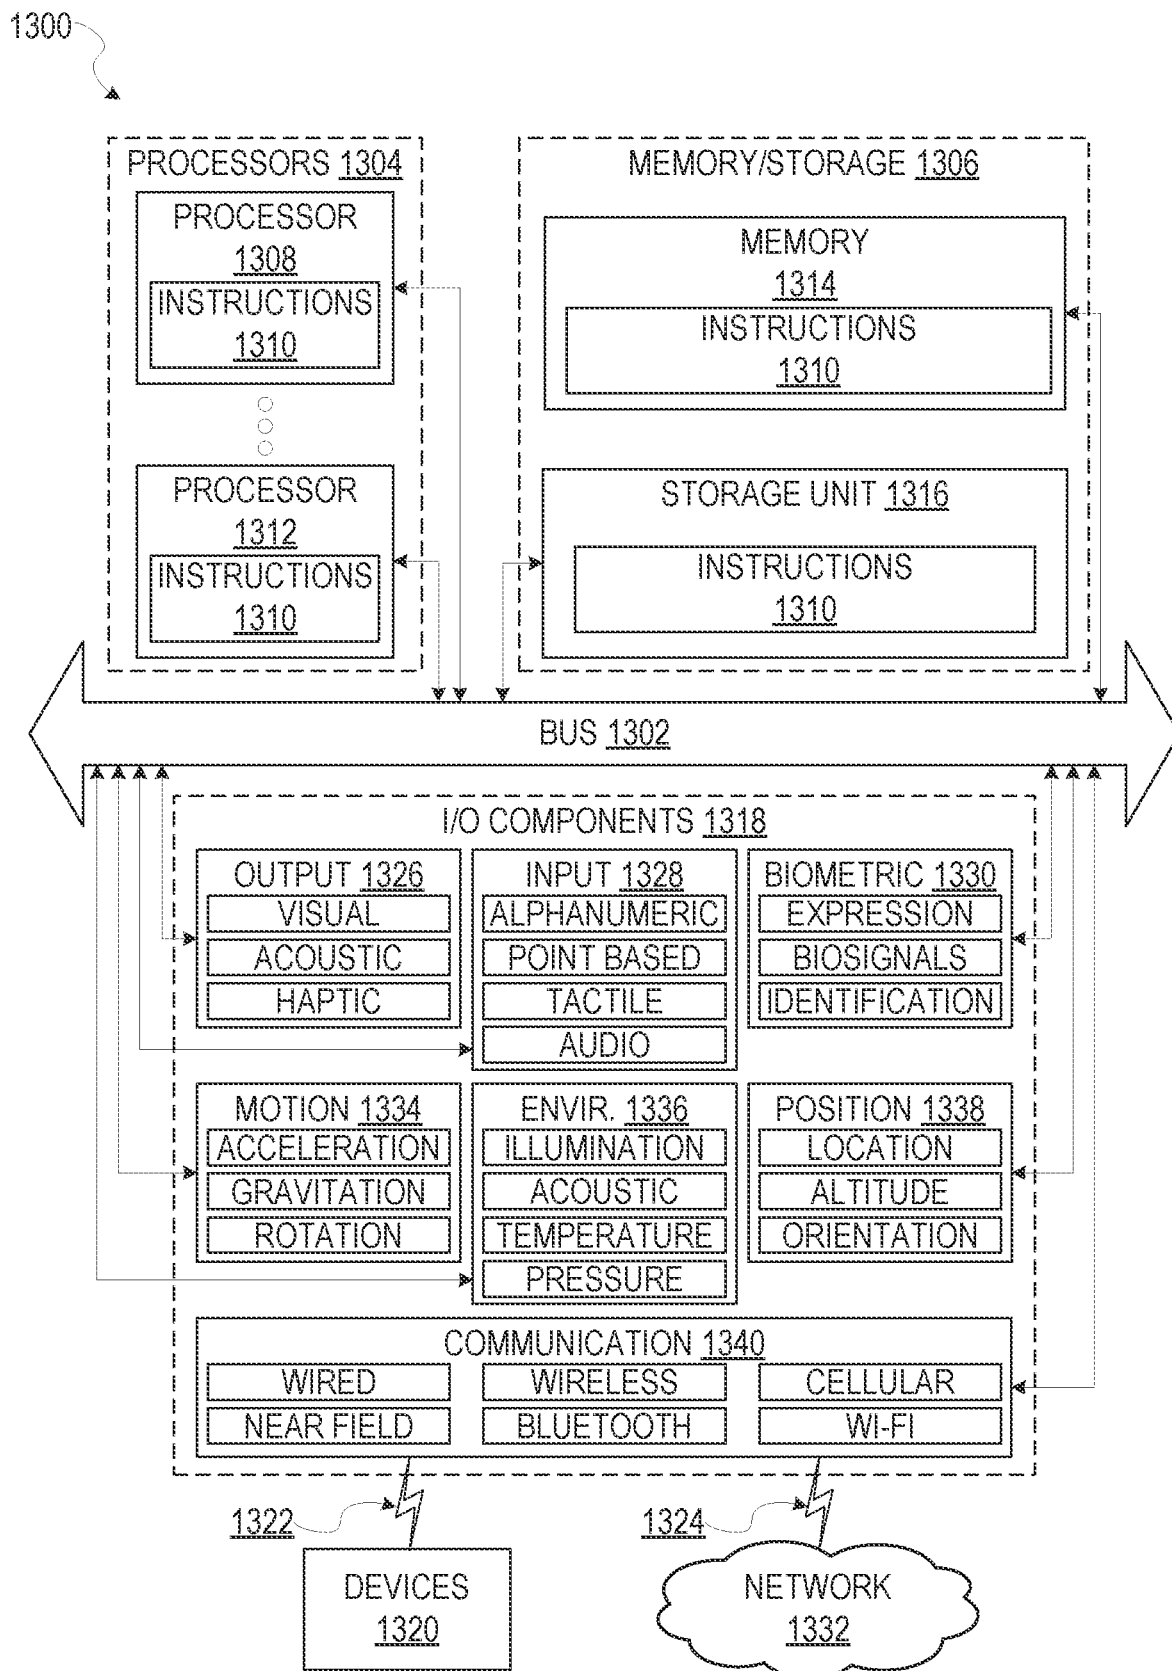 1300
PROCESSORS 1304
PROCESSOR
1308
INSTRUCTIONS
1310
PROCESSOR
1312
INSTRUCTIONS
1310
MEMORY/STORAGE 1306
MEMORY
1314
INSTRUCTIONS
1310
STORAGE UNIT 1316
INSTRUCTIONS
1310
BUS 1302
I/O COMPONENTS 1318
OUTPUT 1326
VISUAL
ACOUSTIC
HAPTIC
INPUT 1328
ALPHANUMERIC
POINT BASED
TACTILE
AUDIO
BIOMETRIC 1330
EXPRESSION
BIOSIGNALS
IDENTIFICATION
MOTION 1334
ACCELERATION
GRAVITATION
ROTATION
ENVIR. 1336
ILLUMINATION
ACOUSTIC
TEMPERATURE
PRESSURE
POSITION 1338
LOCATION
ALTITUDE
ORIENTATION
COMMUNICATION 1340
WIRED
WIRELESS
CELLULAR
NEAR FIELD
BLUETOOTH
WI-FI
1322
1324
DEVICES
1320
NETWORK
1332